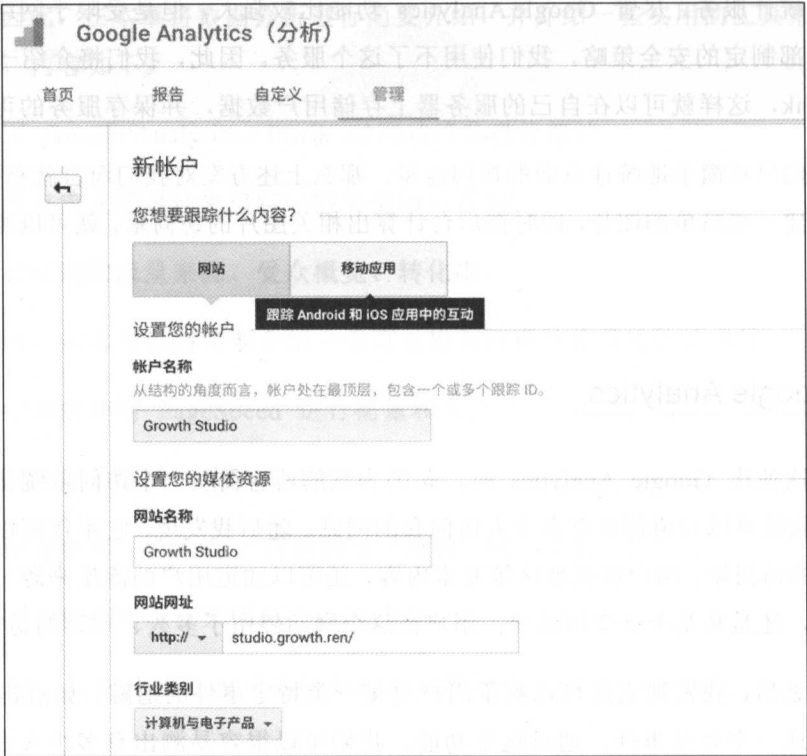 Google Analytics（分析）
首页 报告 自定义 管理
新帐户
您想要跟踪什么内容？
网站 移动应用
跟踪 Android 和 iOS 应用中的互动
设置您的帐户
帐户名称
从结构的角度而言，帐户处在最顶层，包含一个或多个跟踪 ID。
Growth Studio
设置您的媒体资源
网站名称
Growth Studio
网站网址
http:// studio.growth.ren/
行业类别
计算机与电子产品